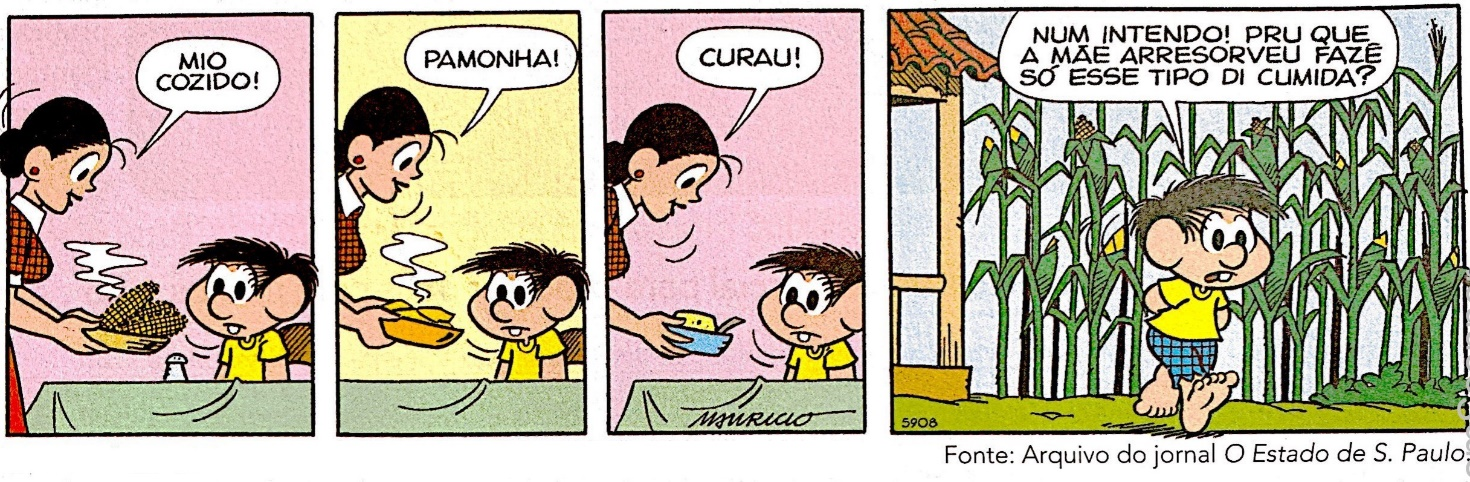 MIO
COZIDO!
PAMONHA!
CURAU!
NUM INTENDO! PRU QUE
A MÃE ARRESORVEU FAZÊ
SÓ ESSE TIPO DI CUMIDA?
MAURICIO
5908
Fonte: Arquivo do jornal O Estado de S. Paulo.